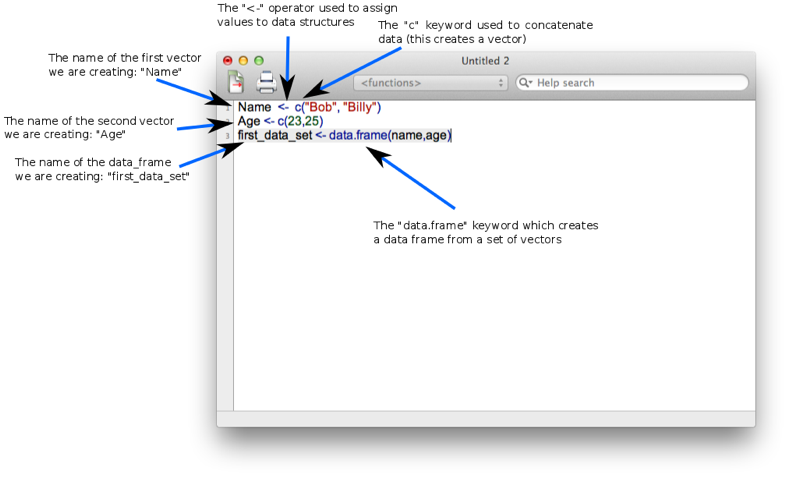 The "<-" operator used to assign
values to data structures
The "c" keyword used to concatenate
data (this creates a vector)
The name of the first vector
we are creating: "Name"
Untitled 2
<functions>
Help search
1 Name <- c("Bob", "Billy")
2 Age <- c(23,25)
3 first_data_set <- data.frame(name,age)
The name of the second vector
we are creating: "Age"
The name of the data_frame
we are creating: "first_data_set"
The "data.frame" keyword which creates
a data frame from a set of vectors